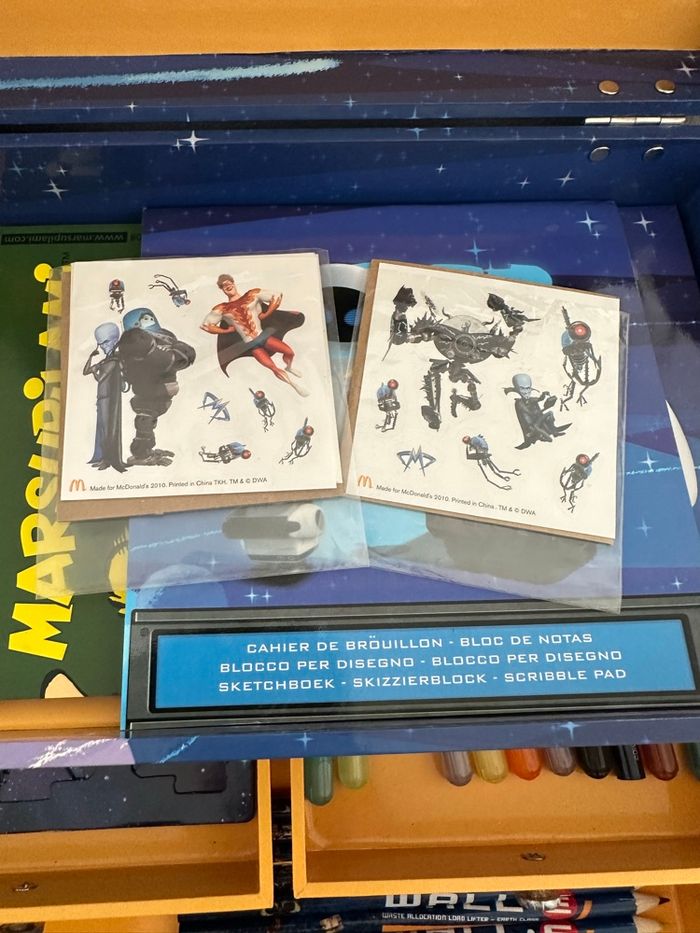 www.marsupilami.com
MARSUPILAMI
Made for McDonald's 2010. Printed in China TKH. TM & © DWA
Made for McDonald's 2010. Printed in China . TM & © DWA
CAHIER DE BRÖUILLON - BLOC DE NOTAS
BLOCCO PER DISEGNO - BLOCCO PER DISEGNO
SKETCHBOEK - SKIZZIERBLOCK - SCRIBBLE PAD
WALL
WASTE ALLOCATION LOAD LIFTER – EARTH CLASS